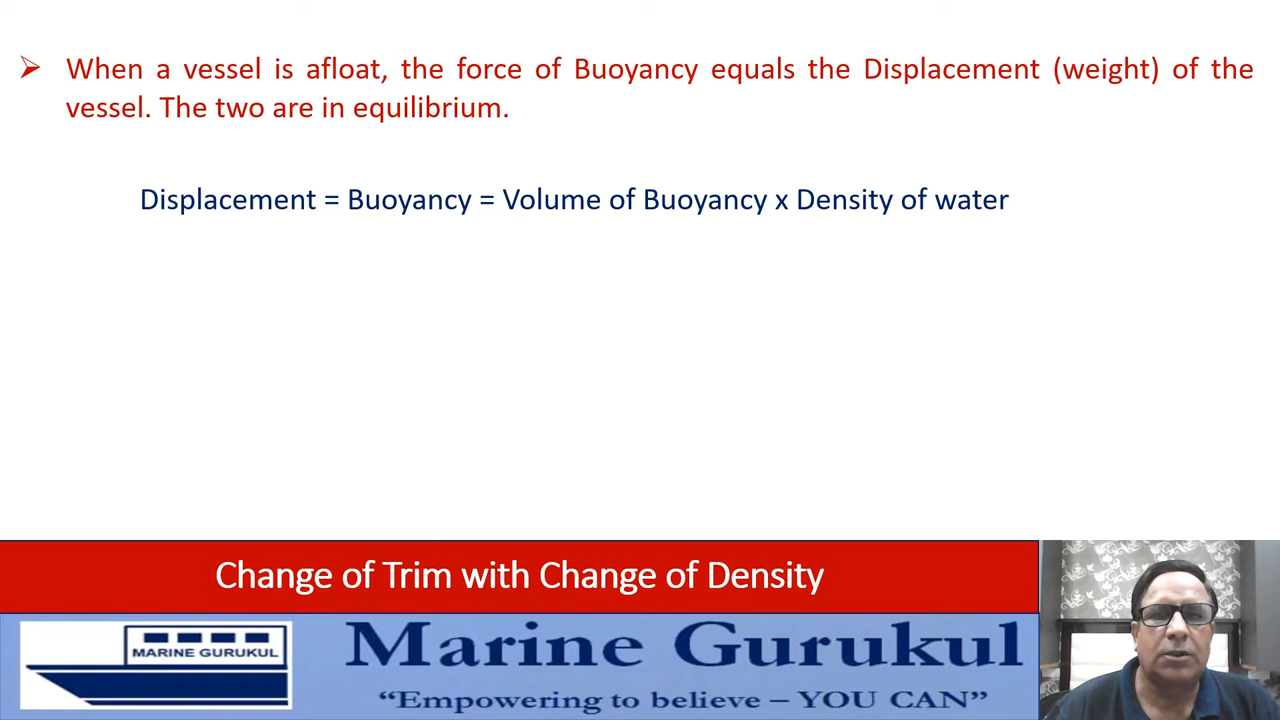 When a vessel is afloat, the force of Buoyancy equals the Displacement (weight) of the
vessel. The two are in equilibrium.
Displacement = Buoyancy = Volume of Buoyancy x Density of water
Change of Trim with Change of Density
MARINE GURUKUL
Marine Gurukul
“Empowering to believe – YOU CAN”